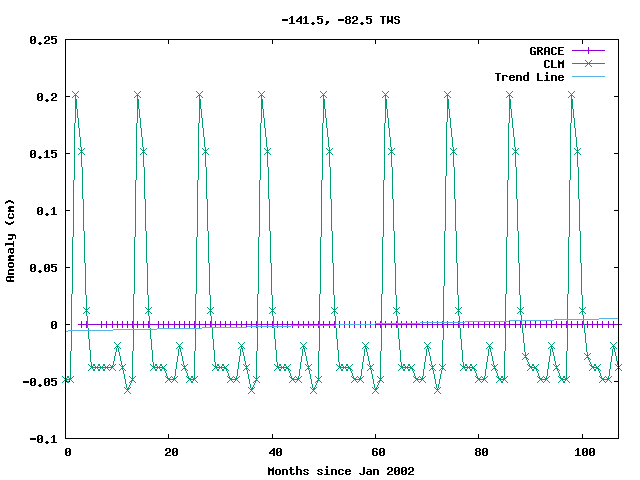 -141.5, -82.5 TWS
0.25
GRACE
CLM
Trend Line
0.2
0.15
0.1
Anomaly (cm)
0.05
0
-0.05
-0.1
0 20 40 60 80 100
Months since Jan 2002